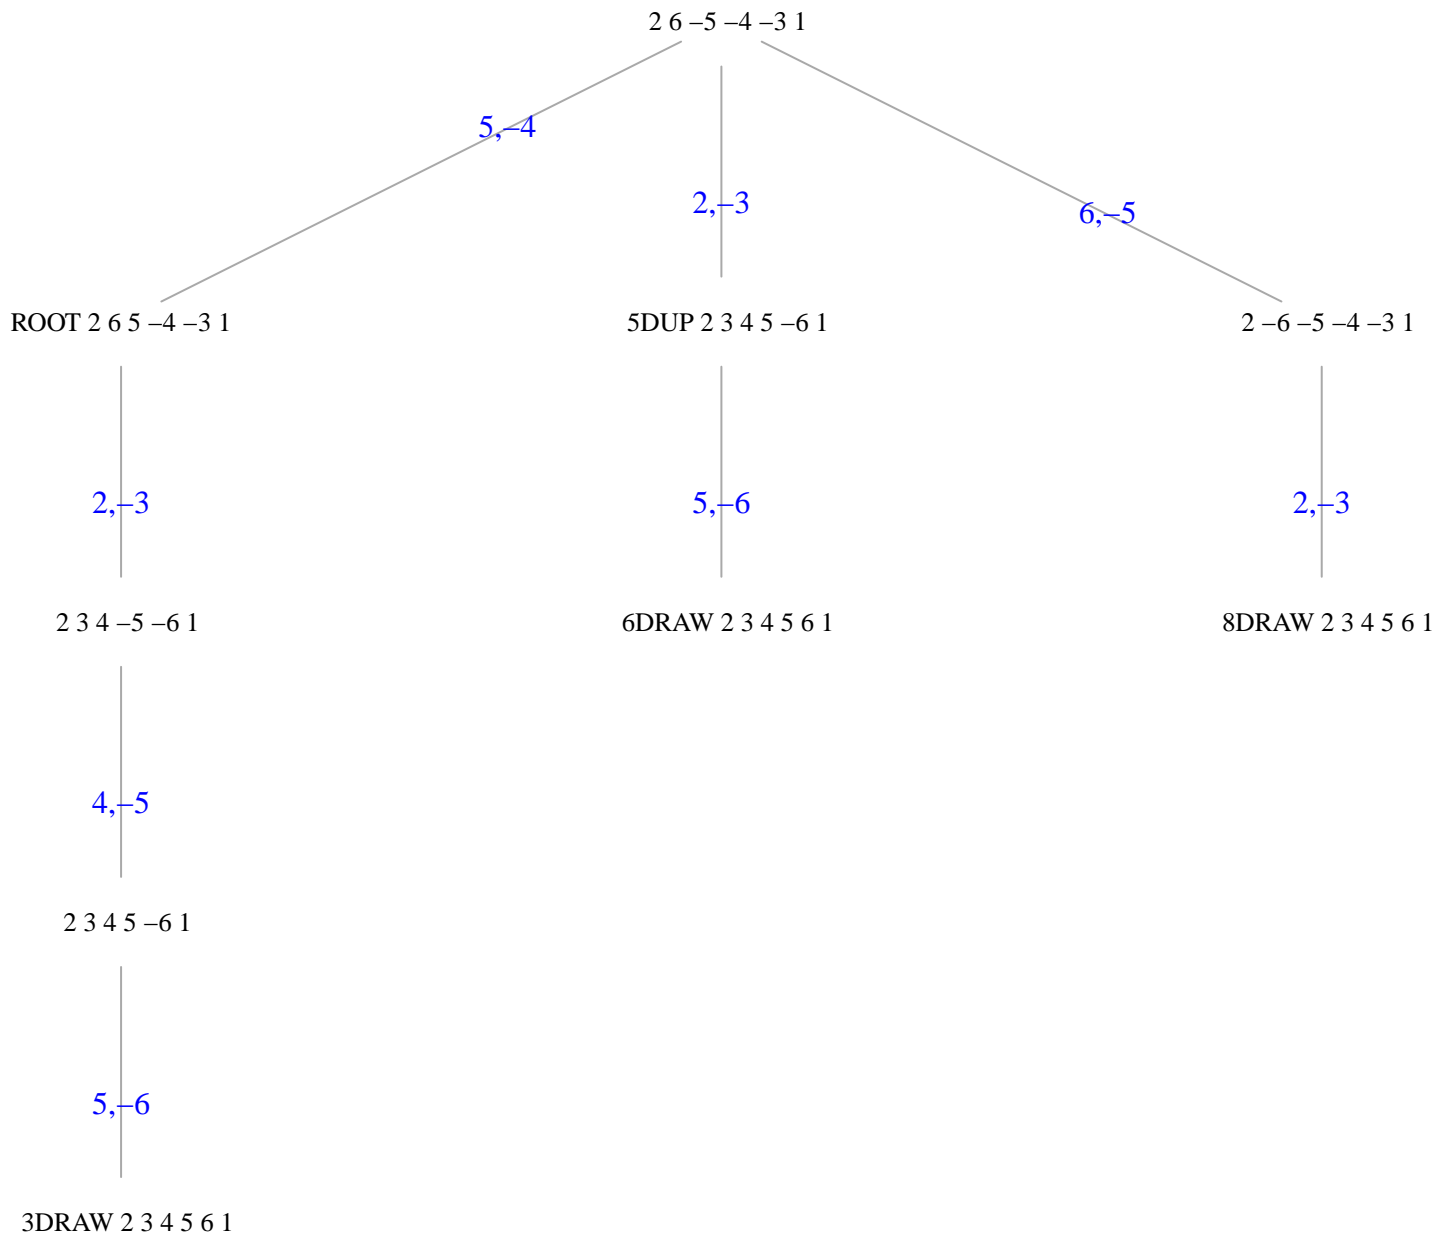 2 6 –5 –4 –3 1
5,–4
2,–3
6,–5
ROOT 2 6 5 –4 –3 1
5DUP 2 3 4 5 –6 1
2 –6 –5 –4 –3 1
2,–3
5,–6
2,–3
2 3 4 –5 –6 1
6DRAW 2 3 4 5 6 1
8DRAW 2 3 4 5 6 1
4,–5
2 3 4 5 –6 1
5,–6
3DRAW 2 3 4 5 6 1